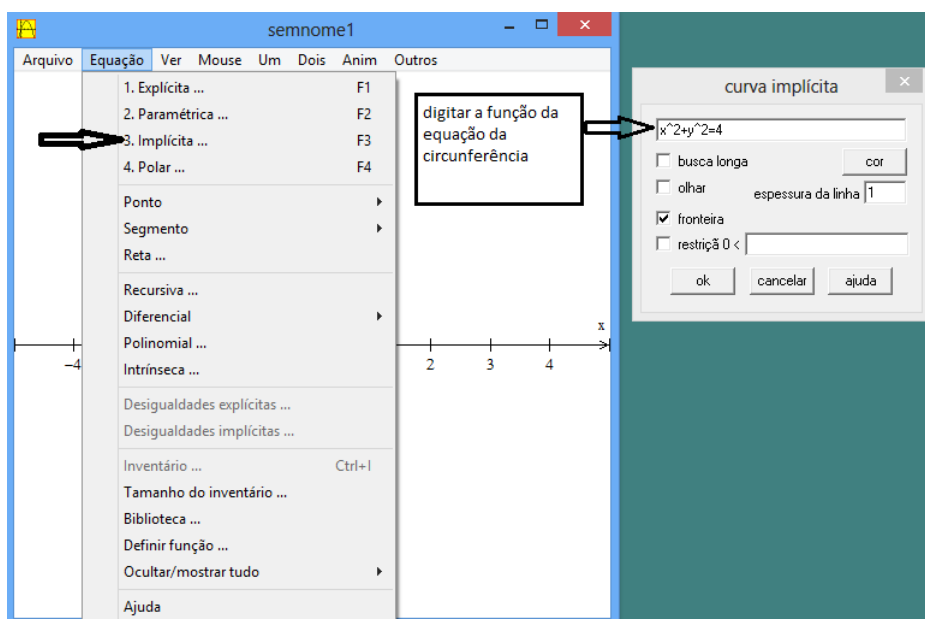 semnome1
Arquivo Equação Ver Mouse Um Dois Anim Outros
1. Explícita ... F1
2. Paramétrica ... F2
3. Implícita ... F3
4. Polar ... F4
Ponto
Segmento
Reta ...
Recursiva ...
Diferencial
Polinomial ...
Intrínseca ...
Desigualdades explícitas ...
Desigualdades implícitas ...
Inventário ... Ctrl+I
Tamanho do inventário ...
Biblioteca ...
Definir função ...
Ocultar/mostrar tudo
Ajuda
digitar a função da
equação da
circunferência
x
−4 2 3 4
curva implícita
x^2+y^2=4
busca longa cor
olhar espessura da linha 1
fronteira
restriçã 0 <
ok cancelar ajuda